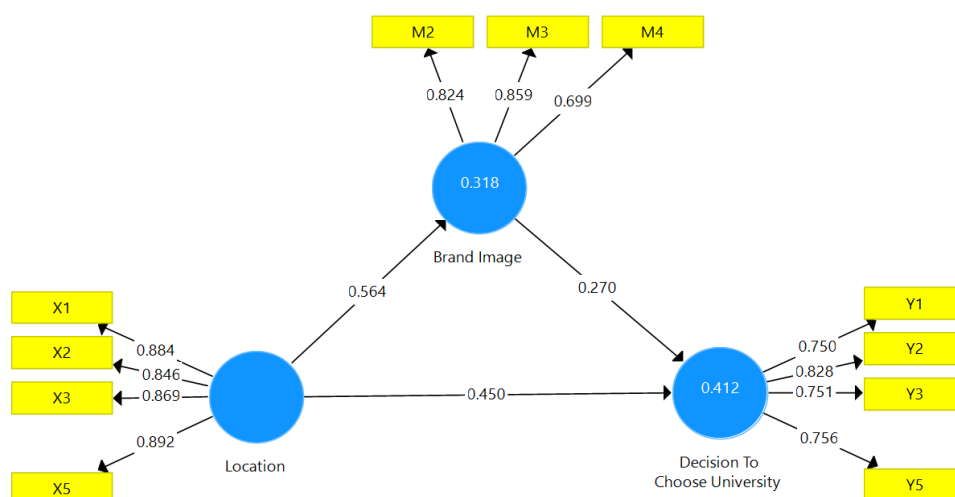 M2
M3
M4
0.824
0.859
0.699
0.318
Brand Image
0.564
0.270
X1
X2
X3
X5
0.884
0.846
0.869
0.892
Location
0.450
0.412
Decision To
Choose University
0.750
0.828
0.751
0.756
Y1
Y2
Y3
Y5